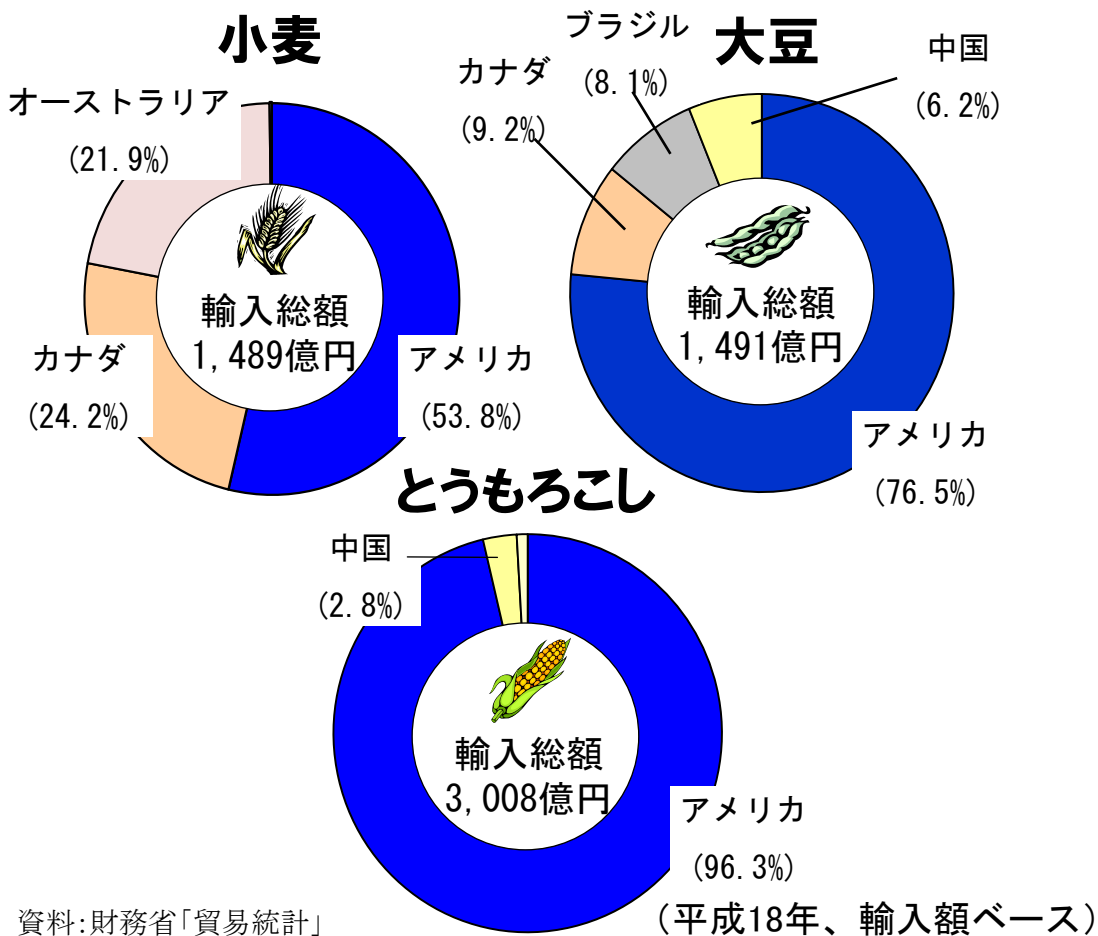 小麦
オーストラリア
(21.9%)
カナダ
(24.2%)
アメリカ
(53.8%)
輸入総額
1,489億円
大豆
ブラジル
(8.1%)
カナダ
(9.2%)
中国
(6.2%)
輸入総額
1,491億円
アメリカ
(76.5%)
とうもろこし
中国
(2.8%)
輸入総額
3,008億円
アメリカ
(96.3%)
資料:財務省「貿易統計」
(平成18年、輸入額ベース)